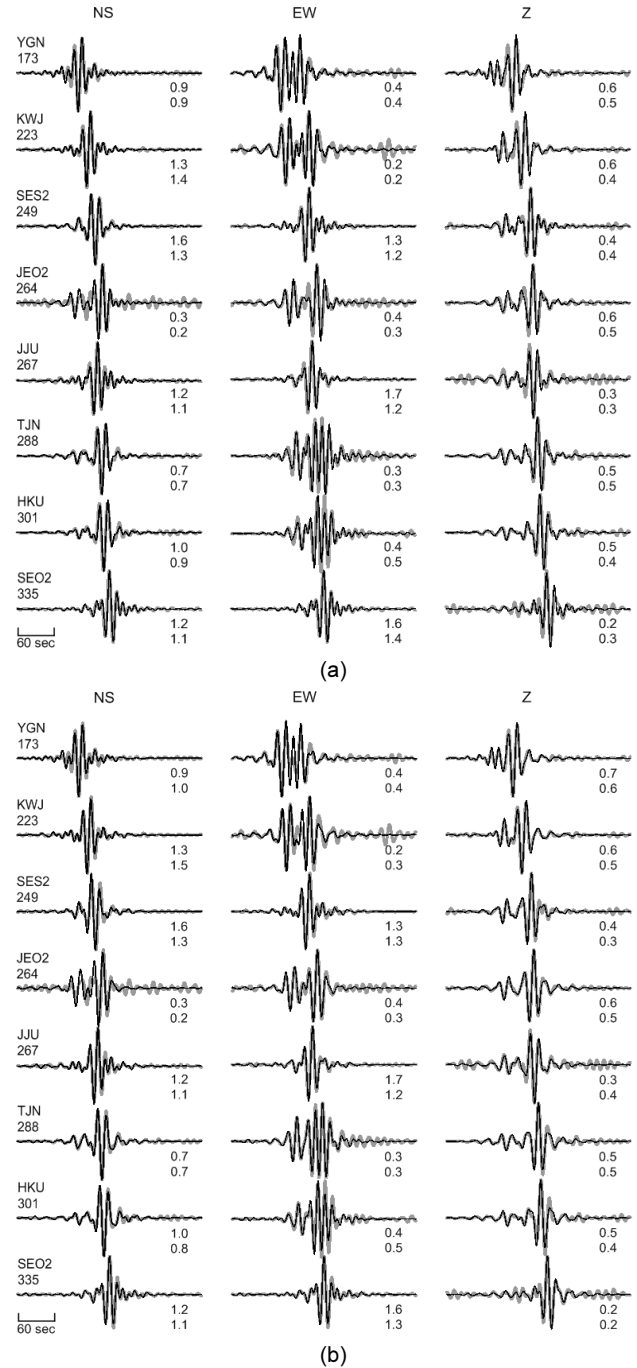 NS EW Z
YGN
173
0.9 0.4 0.6
0.9 0.4 0.5
KWJ
223
1.3 0.2 0.6
1.4 0.2 0.4
SES2
249
1.6 1.3 0.4
1.3 1.2 0.4
JEO2
264
0.3 0.4 0.6
0.2 0.3 0.5
JJU
267
1.2 1.7 0.3
1.1 1.2 0.3
TJN
288
0.7 0.3 0.5
0.7 0.3 0.5
HKU
301
1.0 0.4 0.5
0.9 0.5 0.4
SEO2
335
1.2 1.6 0.2
1.1 1.4 0.3
60 sec
(a)
NS EW Z
YGN
173
0.9 0.4 0.7
1.0 0.4 0.6
KWJ
223
1.3 0.2 0.6
1.5 0.3 0.5
SES2
249
1.6 1.3 0.4
1.3 1.3 0.3
JEO2
264
0.3 0.4 0.6
0.2 0.3 0.5
JJU
267
1.2 1.7 0.3
1.1 1.2 0.4
TJN
288
0.7 0.3 0.5
0.7 0.3 0.5
HKU
301
1.0 0.4 0.5
0.8 0.5 0.4
SEO2
335
1.2 1.6 0.2
1.1 1.3 0.2
60 sec
(b)